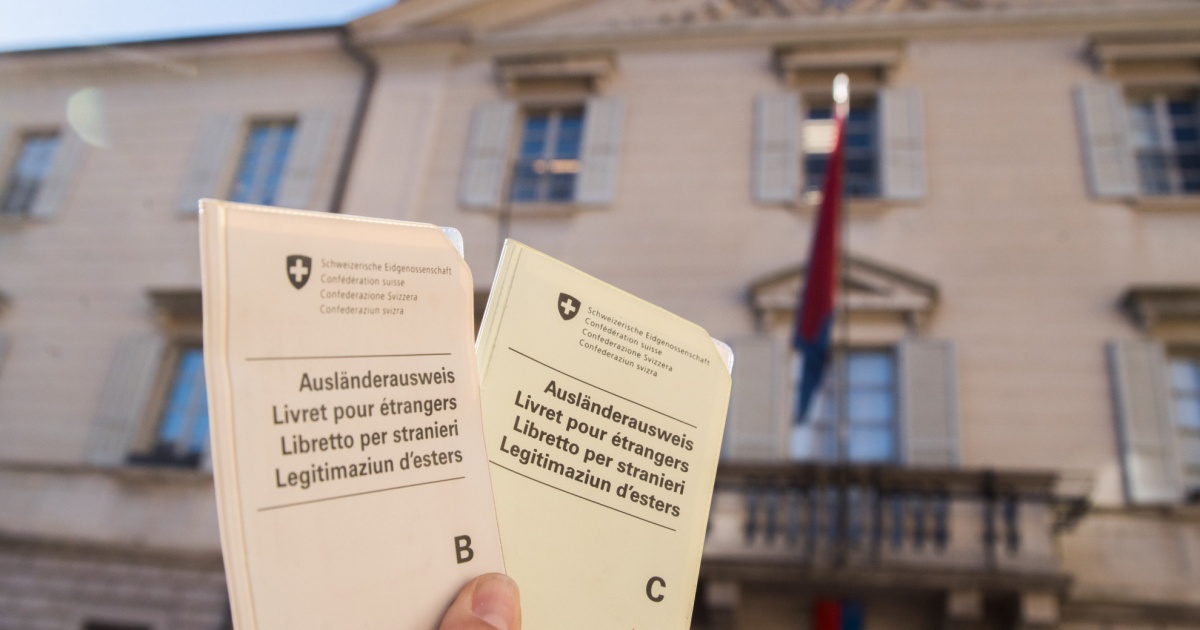 Schweizerische Eidgenossenschaft
Confédération suisse
Confederazione Svizzera
Confederaziun svizra
Ausländerausweis
Livret pour étrangers
Libretto per stranieri
Legitimaziun d'esters
B
Schweizerische Eidgenossenschaft
Confédération suisse
Confederazione Svizzera
Confederaziun svizra
Ausländerausweis
Livret pour étrangers
Libretto per stranieri
Legitimaziun d'esters
C